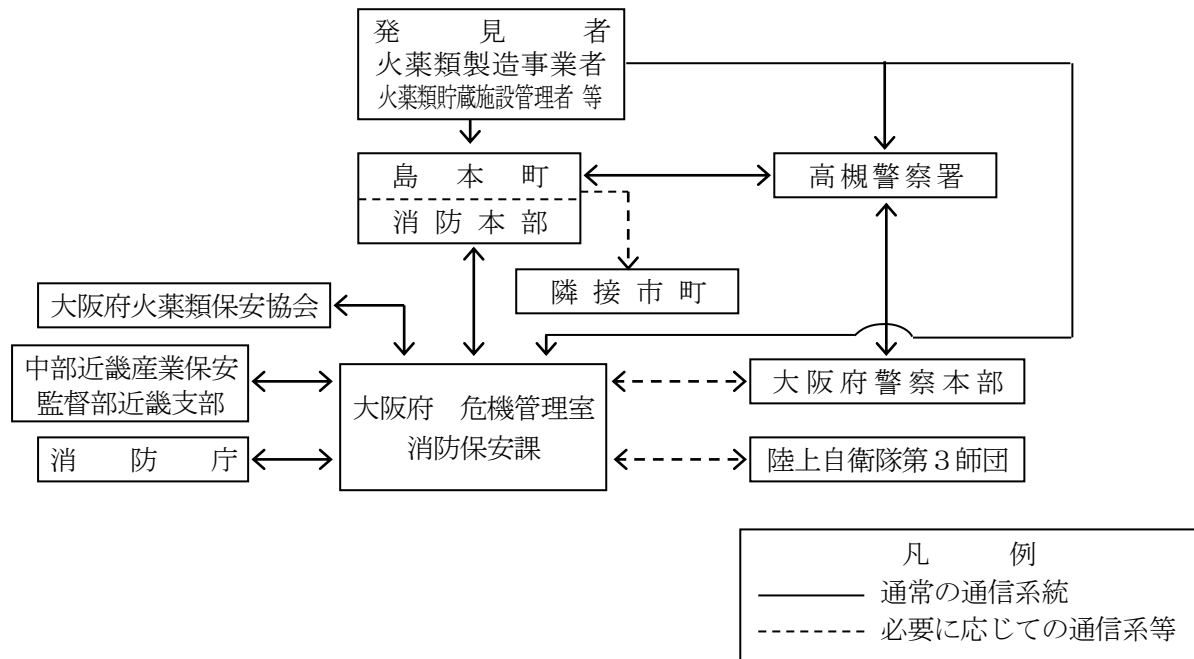 発見者
火薬類製造事業者
火薬類貯蔵施設管理者 等
島本町
消防本部
高槻警察署
隣接市町
大阪府火薬類保安協会
中部近畿産業保安
監督部近畿支部
消防庁
大阪府 危機管理室
消防保安課
大阪府警察本部
陸上自衛隊第３師団
凡例
通常の通信系統
必要に応じての通信系等